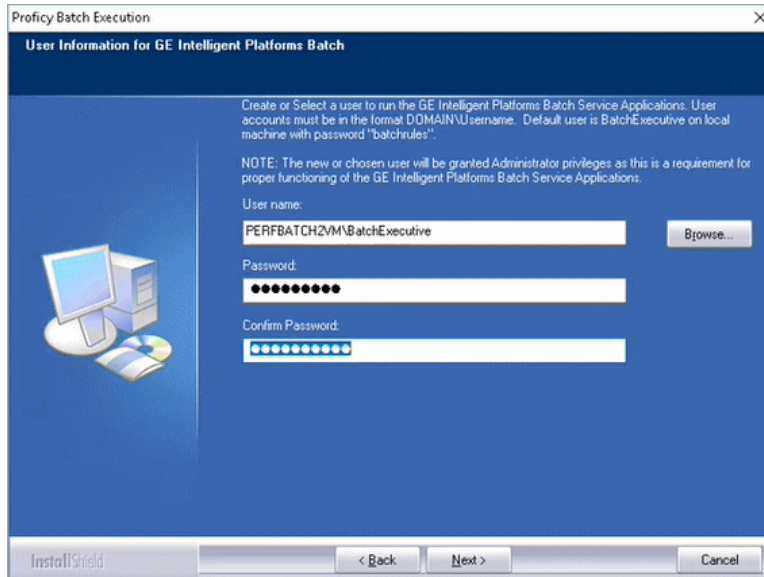 Proficy Batch Execution
User Information for GE Intelligent Platforms Batch
Create or Select a user to run the GE Intelligent Platforms Batch Service Applications. User
accounts must be in the format DOMAIN\Username. Default user is BatchExecutive on local
machine with password "batchrules".
NOTE: The new or chosen user will be granted Administrator privileges as this is a requirement for
proper functioning of the GE Intelligent Platforms Batch Service Applications.
User name:
PERFBATCH2VM\BatchExecutive
Browse...
Password:
●●●●●●●●●
Confirm Password:
●●●●●●●●●●
InstallShield
< Back
Next >
Cancel